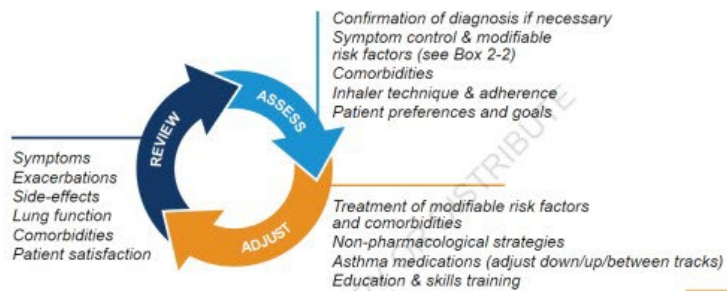 Confirmation of diagnosis if necessary
Symptom control & modifiable
risk factors (see Box 2-2)
Comorbidities
Inhaler technique & adherence
Patient preferences and goals
REVIEW
ASSESS
ADJUST
Symptoms
Exacerbations
Side-effects
Lung function
Comorbidities
Patient satisfaction
Treatment of modifiable risk factors
and comorbidities
Non-pharmacological strategies
Asthma medications (adjust down/up/between tracks)
Education & skills training
DISTRIBUTE